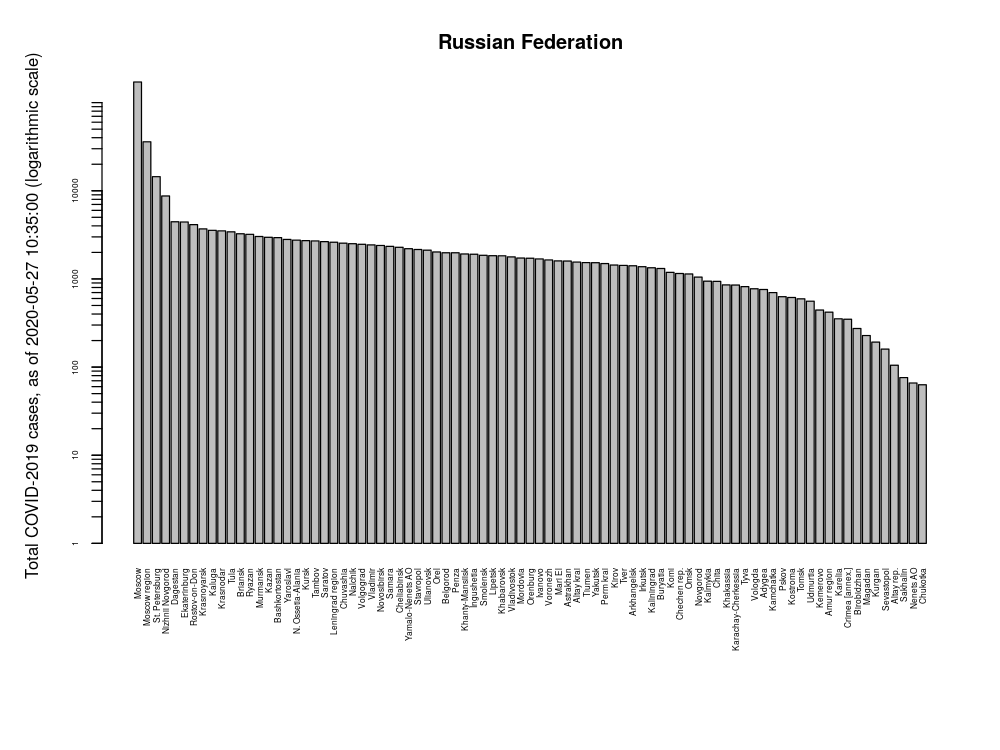 Russian Federation
Total COVID-2019 cases, as of 2020-05-27 10:35:00 (logarithmic scale)
10000
1000
100
10
1
Moscow
Moscow region
St. Petersburg
Nizhnii Novgorod
Dagestan
Ekaterinburg
Rostov-on-Don
Krasnoyarsk
Kaluga
Krasnodar
Tula
Briansk
Ryazan
Murmansk
Kazan
Bashkortostan
Yaroslavl
N.Ossetia-Alania
Kursk
Tambov
Saratov
Leningrad region
Chuvashia
Nalchik
Volgograd
Vladimir
Novosibirsk
Samara
Cheliabinsk
Yamalo-Nenets AO
Stavropol
Ulianovsk
Orel
Belgorod
Penza
Khanty-Mansiisk
Ingushetia
Smolensk
Lipetsk
Khabarovsk
Vladivostok
Mordovia
Orenburg
Ivanovo
Voronezh
Mari El
Astrakhan
Altay krai
Tiumen
Yakutsk
Perm krai
Kirov
Tver
Arkhangelsk
Irkutsk
Kaliningrad
Buryatia
Komi
Chechen rep.
Omsk
Novgorod
Kalmykia
Chita
Khakassia
Karachay-Cherkessia
Tyva
Vologda
Adygea
Kamchatka
Pskov
Kostroma
Tomsk
Udmurtia
Kemerovo
Amur region
Karelia
Crimea [annex.]
Birobidzhan
Magadan
Kurgan
Sevastopol
Altay rep.
Sakhalin
Nenets AO
Chukotka